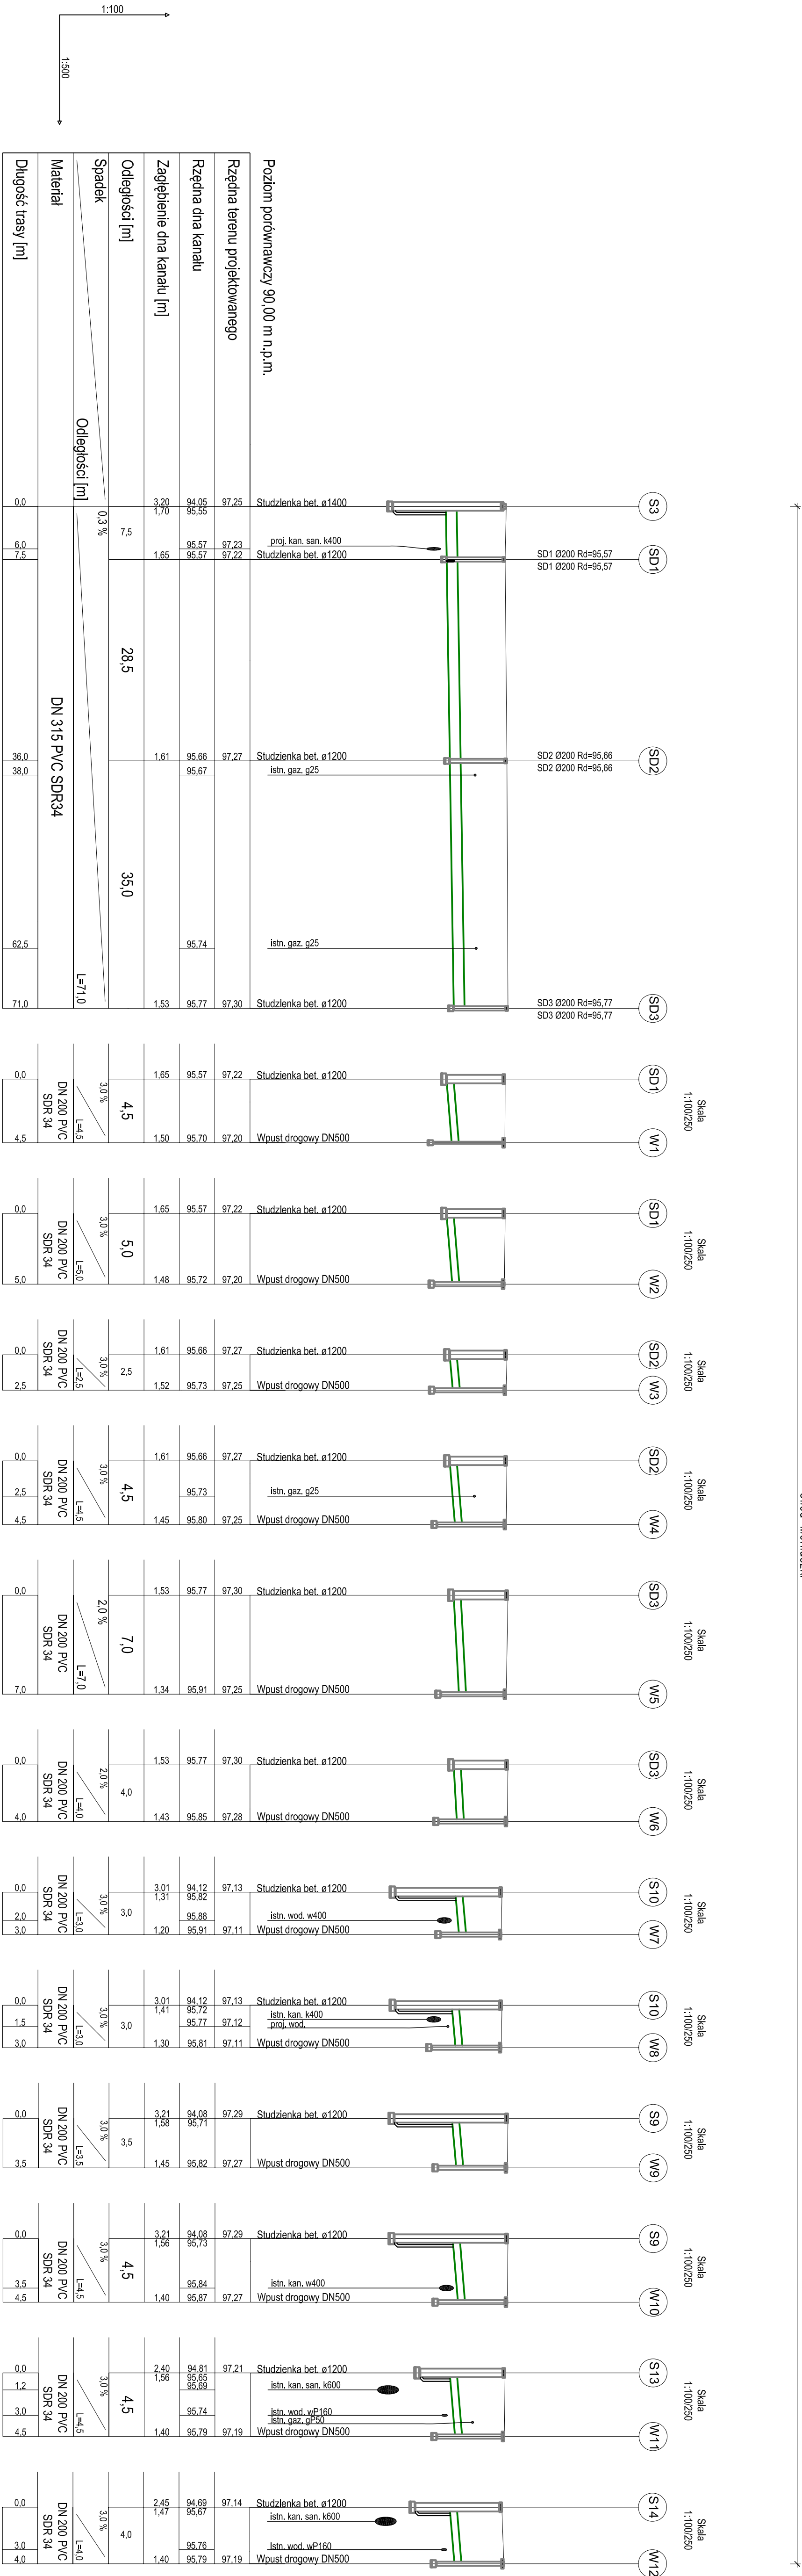 1:100
1:500
Poziom porównawczy 90,00 m n.p.m.
Rzędna terenu projektowanego
Rzędna dna kanału
Zagłębienie dna kanału [m]
Odległości [m]
Spadek
Odległości [m]
Materiał
Długość trasy [m]
S3
Studzienka bet. ø1400
97,25
94,05
95,55
3,20
1,70
0,0
0,3 %
7,5
proj. kan. san. k400
97,23
95,57
6,0
SD1
SD1 Ø200 Rd=95,57
SD1 Ø200 Rd=95,57
Studzienka bet. ø1200
97,22
95,57
1,65
7,5
28,5
DN 315 PVC SDR34
SD2
SD2 Ø200 Rd=95,66
SD2 Ø200 Rd=95,66
Studzienka bet. ø1200
97,27
95,66
1,61
36,0
istn. gaz. g25
95,67
38,0
35,0
istn. gaz. g25
95,74
62,5
L=71,0
SD3
SD3 Ø200 Rd=95,77
SD3 Ø200 Rd=95,77
Studzienka bet. ø1200
97,30
95,77
1,53
71,0
Skala
1:100/250
SD1
W1
Studzienka bet. ø1200
97,22
95,57
1,65
0,0
3,0 %
4,5
L=4,5
DN 200 PVC
SDR 34
Wpust drogowy DN500
97,20
95,70
1,50
4,5
Skala
1:100/250
SD1
W2
Studzienka bet. ø1200
97,22
95,57
1,65
0,0
3,0 %
5,0
L=5,0
DN 200 PVC
SDR 34
Wpust drogowy DN500
97,20
95,72
1,48
5,0
Skala
1:100/250
SD2
W3
Studzienka bet. ø1200
97,27
95,66
1,61
0,0
3,0 %
2,5
L=2,5
DN 200 PVC
SDR 34
Wpust drogowy DN500
97,25
95,73
1,52
2,5
Skala
1:100/250
SD2
W4
Studzienka bet. ø1200
97,27
95,66
1,61
0,0
3,0 %
4,5
L=4,5
DN 200 PVC
SDR 34
istn. gaz. g25
95,73
2,5
Wpust drogowy DN500
97,25
95,80
1,45
4,5
Skala
1:100/250
SD3
W5
Studzienka bet. ø1200
97,30
95,77
1,53
0,0
2,0 %
7,0
L=7,0
DN 200 PVC
SDR 34
Wpust drogowy DN500
97,25
95,91
1,34
7,0
Skala
1:100/250
SD3
W6
Studzienka bet. ø1200
97,30
95,77
1,53
0,0
2,0 %
4,0
L=4,0
DN 200 PVC
SDR 34
Wpust drogowy DN500
97,28
95,85
1,43
4,0
Skala
1:100/250
S10
W7
Studzienka bet. ø1200
97,13
94,12
95,82
3,01
1,31
0,0
3,0 %
3,0
L=3,0
DN 200 PVC
SDR 34
istn. wod. w400
95,88
2,0
Wpust drogowy DN500
97,11
95,91
1,20
3,0
Skala
1:100/250
S10
W8
Studzienka bet. ø1200
97,13
94,12
95,72
3,01
1,41
0,0
3,0 %
3,0
L=3,0
DN 200 PVC
SDR 34
istn. kan. k400
proj. wod.
97,12
95,77
1,5
Wpust drogowy DN500
97,11
95,81
1,30
3,0
Skala
1:100/250
S9
W9
Studzienka bet. ø1200
97,29
94,08
95,71
3,21
1,58
0,0
3,0 %
3,5
L=3,5
DN 200 PVC
SDR 34
Wpust drogowy DN500
97,27
95,82
1,45
3,5
Skala
1:100/250
S9
W10
Studzienka bet. ø1200
97,29
94,08
95,73
3,21
1,56
0,0
3,0 %
4,5
L=4,5
DN 200 PVC
SDR 34
istn. kan. w400
95,84
3,5
Wpust drogowy DN500
97,27
95,87
1,40
4,5
Skala
1:100/250
S13
W11
Studzienka bet. ø1200
97,21
94,81
95,65
2,40
1,56
0,0
3,0 %
4,5
L=4,5
DN 200 PVC
SDR 34
istn. kan. san. k600
95,69
1,2
istn. wod. wP160
istn. gaz. gP50
95,74
3,0
Wpust drogowy DN500
97,19
95,79
1,40
4,5
Skala
1:100/250
S14
W12
Studzienka bet. ø1200
97,14
94,69
95,67
2,45
1,47
0,0
3,0 %
4,0
L=4,0
DN 200 PVC
SDR 34
istn. kan. san. k600
istn. wod. wP160
95,76
3,0
Wpust drogowy DN500
97,19
95,79
1,40
4,0